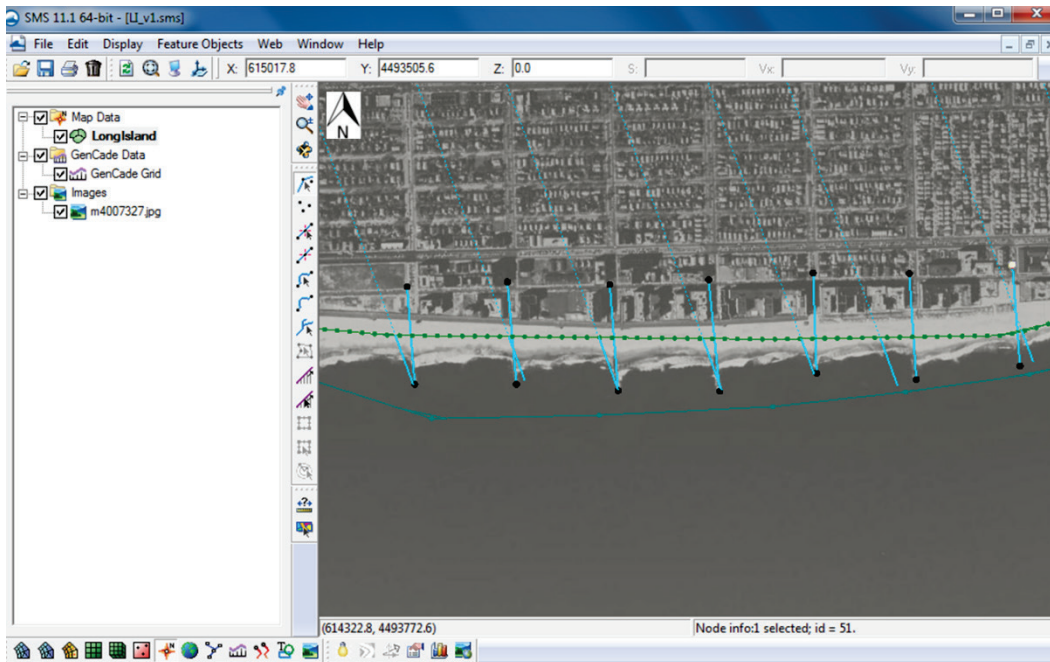 SMS 11.1 64-bit - [LI_v1.sms]
File Edit Display Feature Objects Web Window Help
X: 615017.8 Y: 4493505.6 Z: 0.0 S: Vx: Vy:
Map Data
LongIsland
GenCade Data
GenCade Grid
Images
m4007327.jpg
N
(614322.8, 4493772.6) Node info:1 selected; id = 51.